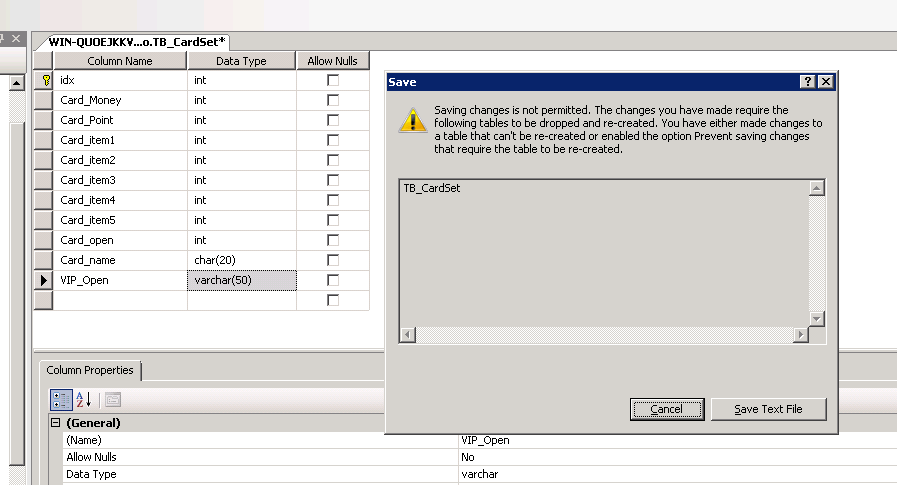 WIN-QUOEJKKV...o.TB_CardSet*
Column Name Data Type Allow Nulls
idx int
Card_Money int
Card_Point int
Card_item1 int
Card_item2 int
Card_item3 int
Card_item4 int
Card_item5 int
Card_open int
Card_name char(20)
VIP_Open varchar(50)
Save
Saving changes is not permitted. The changes you have made require the
following tables to be dropped and re-created. You have either made changes to
a table that can't be re-created or enabled the option Prevent saving changes
that require the table to be re-created.
TB_CardSet
Cancel Save Text File
Column Properties
(General)
(Name) VIP_Open
Allow Nulls No
Data Type varchar